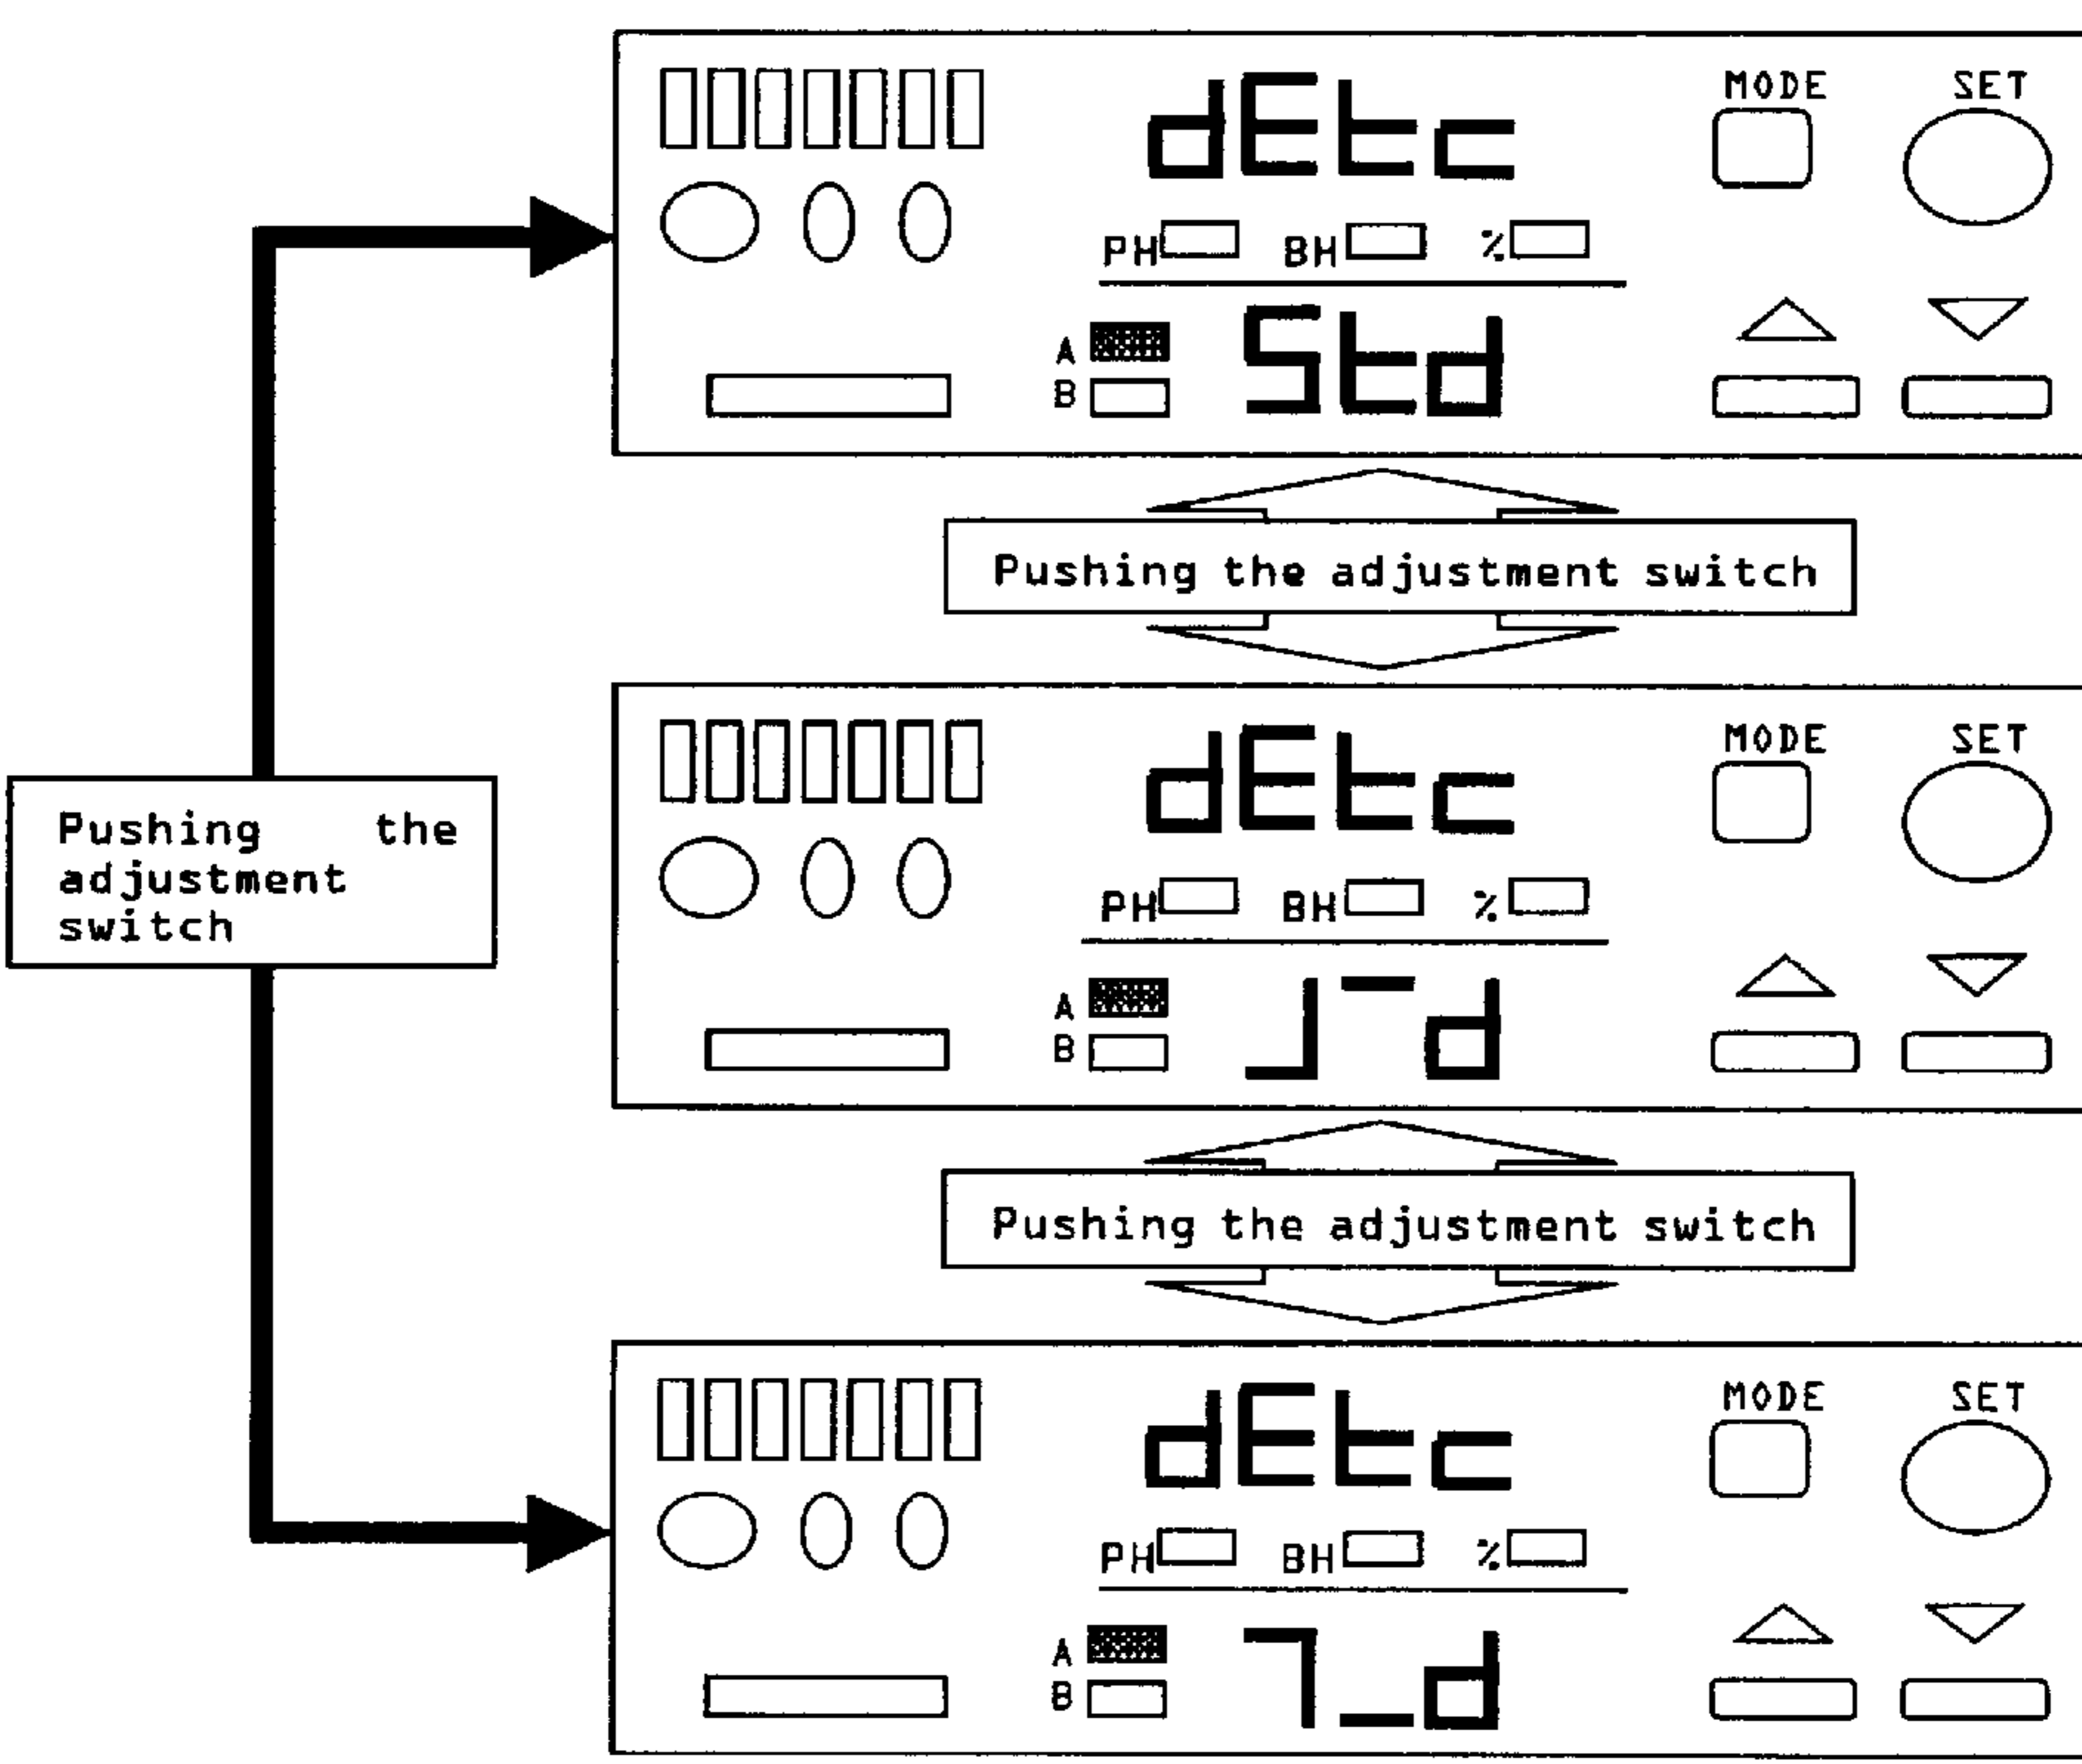 dEtc
MODE SET
PH BH %
A Std
B
Pushing the adjustment switch
dEtc
MODE SET
Pushing the
adjustment
switch
PH BH %
A d
B
Pushing the adjustment switch
dEtc
MODE SET
PH BH %
A d
B